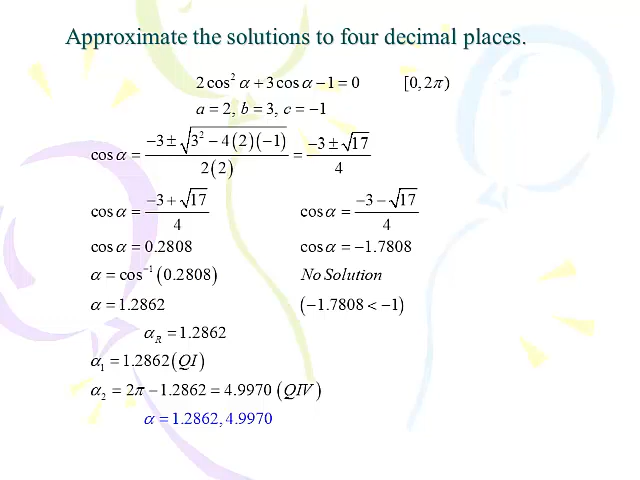 Approximate the solutions to four decimal places.
2cos² α + 3cos α − 1 = 0 [0, 2π)
a = 2, b = 3, c = −1
cos α = (−3 ± √(3² − 4(2)(−1))) / 2(2) = (−3 ± √17) / 4
cos α = (−3 + √17) / 4 cos α = (−3 − √17) / 4
cos α = 0.2808 cos α = −1.7808
α = cos⁻¹(0.2808) No Solution
α = 1.2862 (−1.7808 < −1)
α_R = 1.2862
α₁ = 1.2862 (QI)
α₂ = 2π − 1.2862 = 4.9970 (QIV)
α = 1.2862, 4.9970